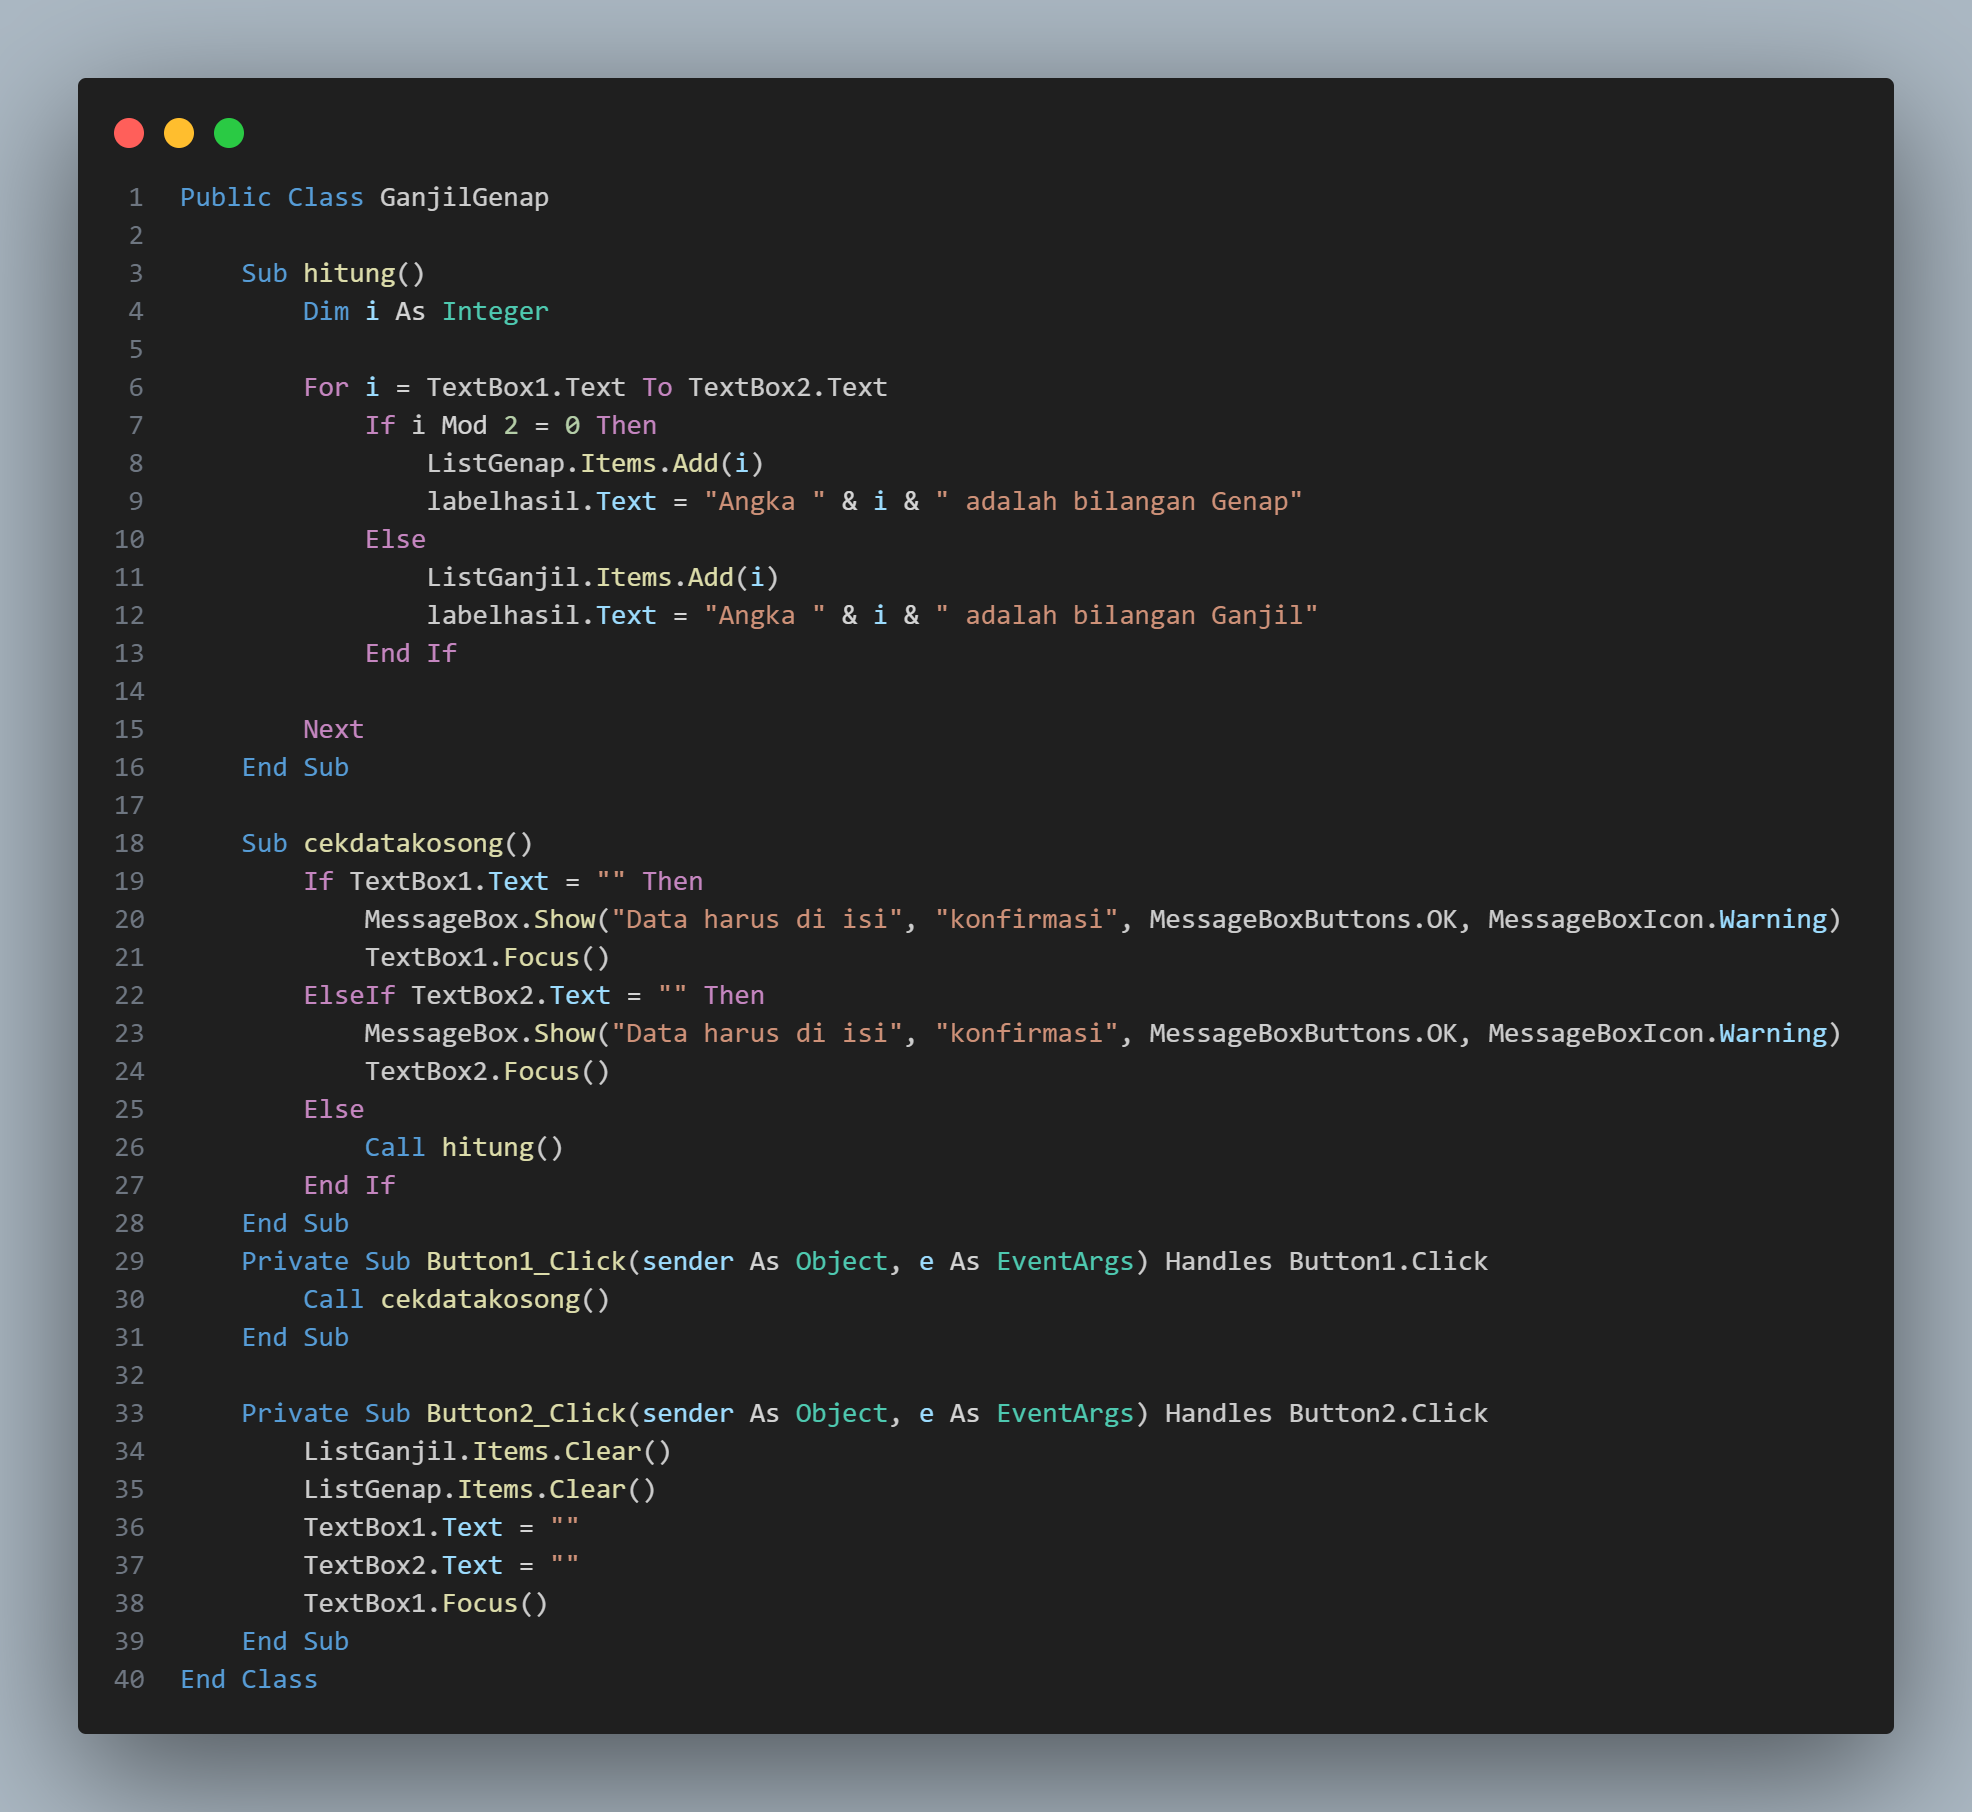 1 Public Class GanjilGenap
2
3     Sub hitung()
4         Dim i As Integer
5
6         For i = TextBox1.Text To TextBox2.Text
7             If i Mod 2 = 0 Then
8                 ListGenap.Items.Add(i)
9                 labelhasil.Text = "Angka " & i & " adalah bilangan Genap"
10             Else
11                 ListGanjil.Items.Add(i)
12                 labelhasil.Text = "Angka " & i & " adalah bilangan Ganjil"
13             End If
14
15         Next
16     End Sub
17
18     Sub cekdatakosong()
19         If TextBox1.Text = "" Then
20             MessageBox.Show("Data harus di isi", "konfirmasi", MessageBoxButtons.OK, MessageBoxIcon.Warning)
21             TextBox1.Focus()
22         ElseIf TextBox2.Text = "" Then
23             MessageBox.Show("Data harus di isi", "konfirmasi", MessageBoxButtons.OK, MessageBoxIcon.Warning)
24             TextBox2.Focus()
25         Else
26             Call hitung()
27         End If
28     End Sub
29     Private Sub Button1_Click(sender As Object, e As EventArgs) Handles Button1.Click
30         Call cekdatakosong()
31     End Sub
32
33     Private Sub Button2_Click(sender As Object, e As EventArgs) Handles Button2.Click
34         ListGanjil.Items.Clear()
35         ListGenap.Items.Clear()
36         TextBox1.Text = ""
37         TextBox2.Text = ""
38         TextBox1.Focus()
39     End Sub
40 End Class